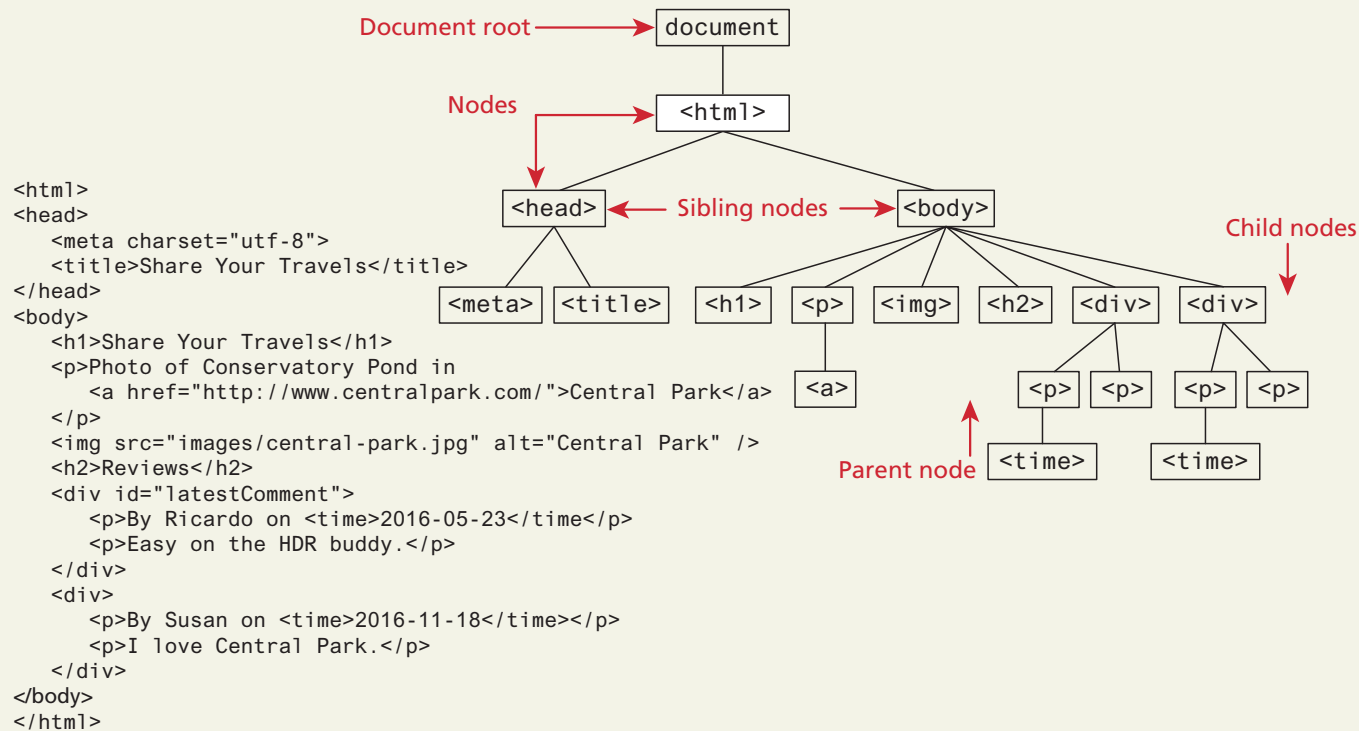 Document root
document
Nodes
<html>
<head>
Sibling nodes
<body>
Child nodes
<meta>
<title>
<h1>
<p>
<img>
<h2>
<div>
<div>
<a>
<p>
<p>
<p>
<p>
Parent node
<time>
<time>
<html>
<head>
<meta charset="utf-8">
<title>Share Your Travels</title>
</head>
<body>
<h1>Share Your Travels</h1>
<p>Photo of Conservatory Pond in
<a href="http://www.centralpark.com/">Central Park</a>
</p>
<img src="images/central-park.jpg" alt="Central Park" />
<h2>Reviews</h2>
<div id="latestComment">
<p>By Ricardo on <time>2016-05-23</time</p>
<p>Easy on the HDR buddy.</p>
</div>
<div>
<p>By Susan on <time>2016-11-18</time></p>
<p>I love Central Park.</p>
</div>
</body>
</html>